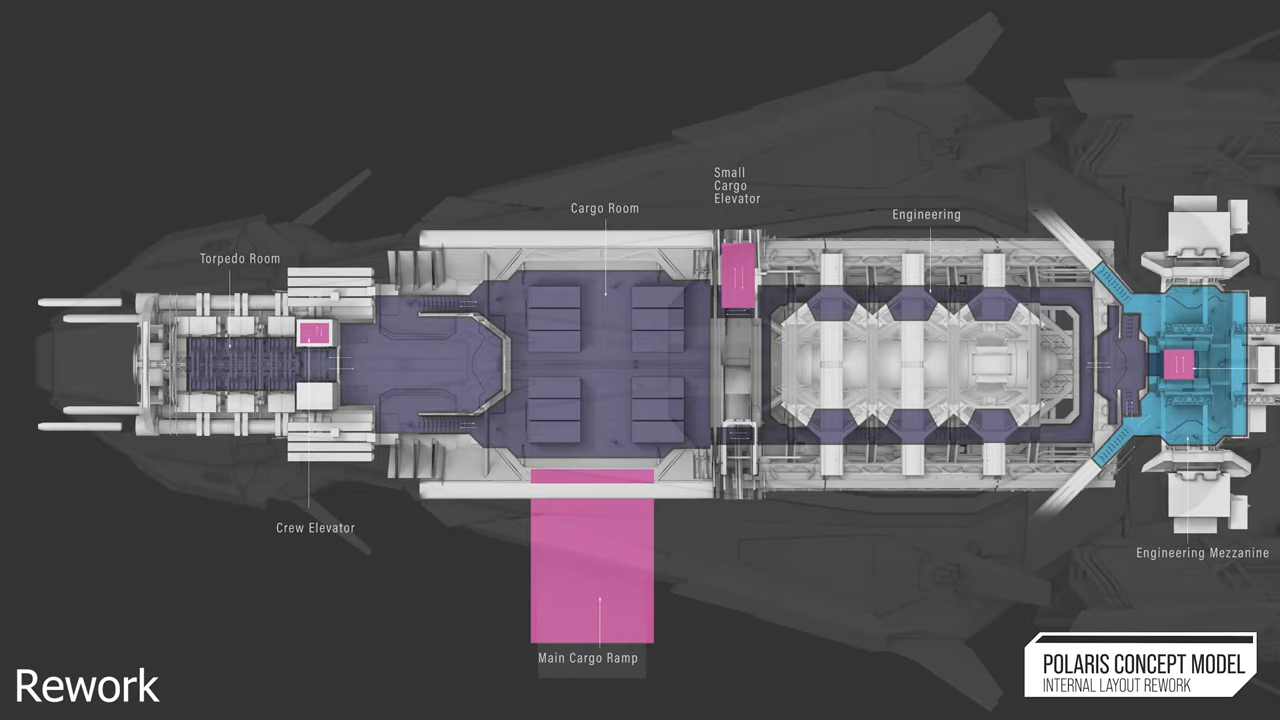 Small
Cargo
Elevator
Cargo Room
Engineering
Torpedo Room
Crew Elevator
Engineering Mezzanine
Main Cargo Ramp
Rework
POLARIS CONCEPT MODEL
INTERNAL LAYOUT REWORK